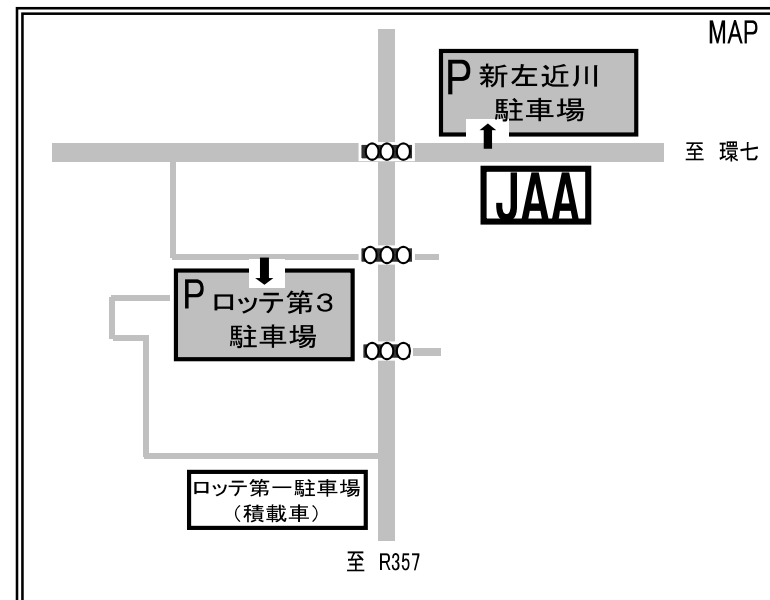 MAP
P 新左近川
駐車場
至 環七
JAA
P ロッテ第3
駐車場
ロッテ第一駐車場
(積載車)
至 R357